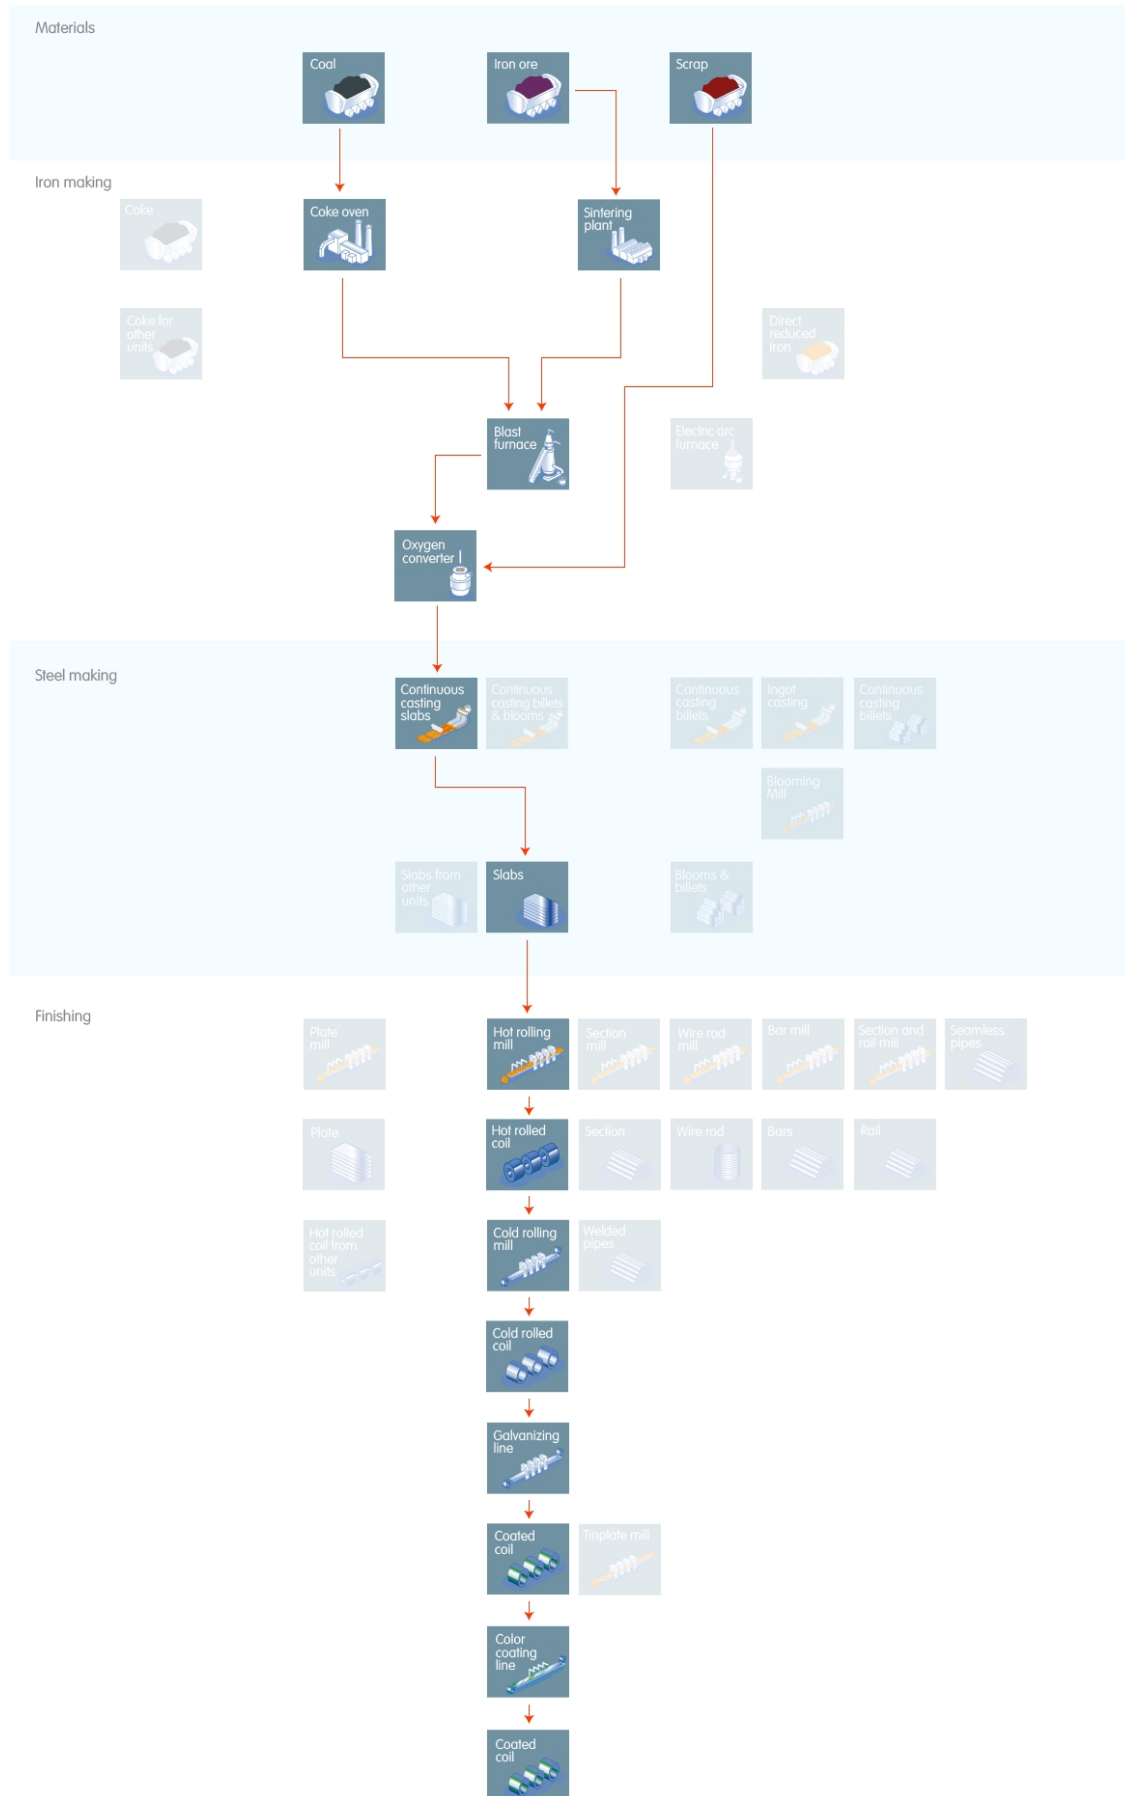 Materials
Coal
Iron ore
Scrap
Iron making
Coke
Coke oven
Sintering
plant
Coke for
other
units
Direct
reduced
iron
Blast
furnace
Electric arc
furnace
Oxygen
converter
Steel making
Continuous
casting
slabs
Continuous
casting billets
& blooms
Continuous
casting
billets
Ingot
casting
Continuous
casting
billets
Blooming
Mill
Slabs from
other
units
Slabs
Blooms &
billets
Finishing
Plate
mill
Hot rolling
mill
Section
mill
Wire rod
mill
Bar mill
Section and
rail mill
Seamless
pipes
Plate
Hot rolled
coil
Section
Wire rod
Bars
Rail
Hot rolled
coil from
other
units
Cold rolling
mill
Welded
pipes
Cold rolled
coil
Galvanizing
line
Coated
coil
Tinplate mill
Color
coating
line
Coated
coil